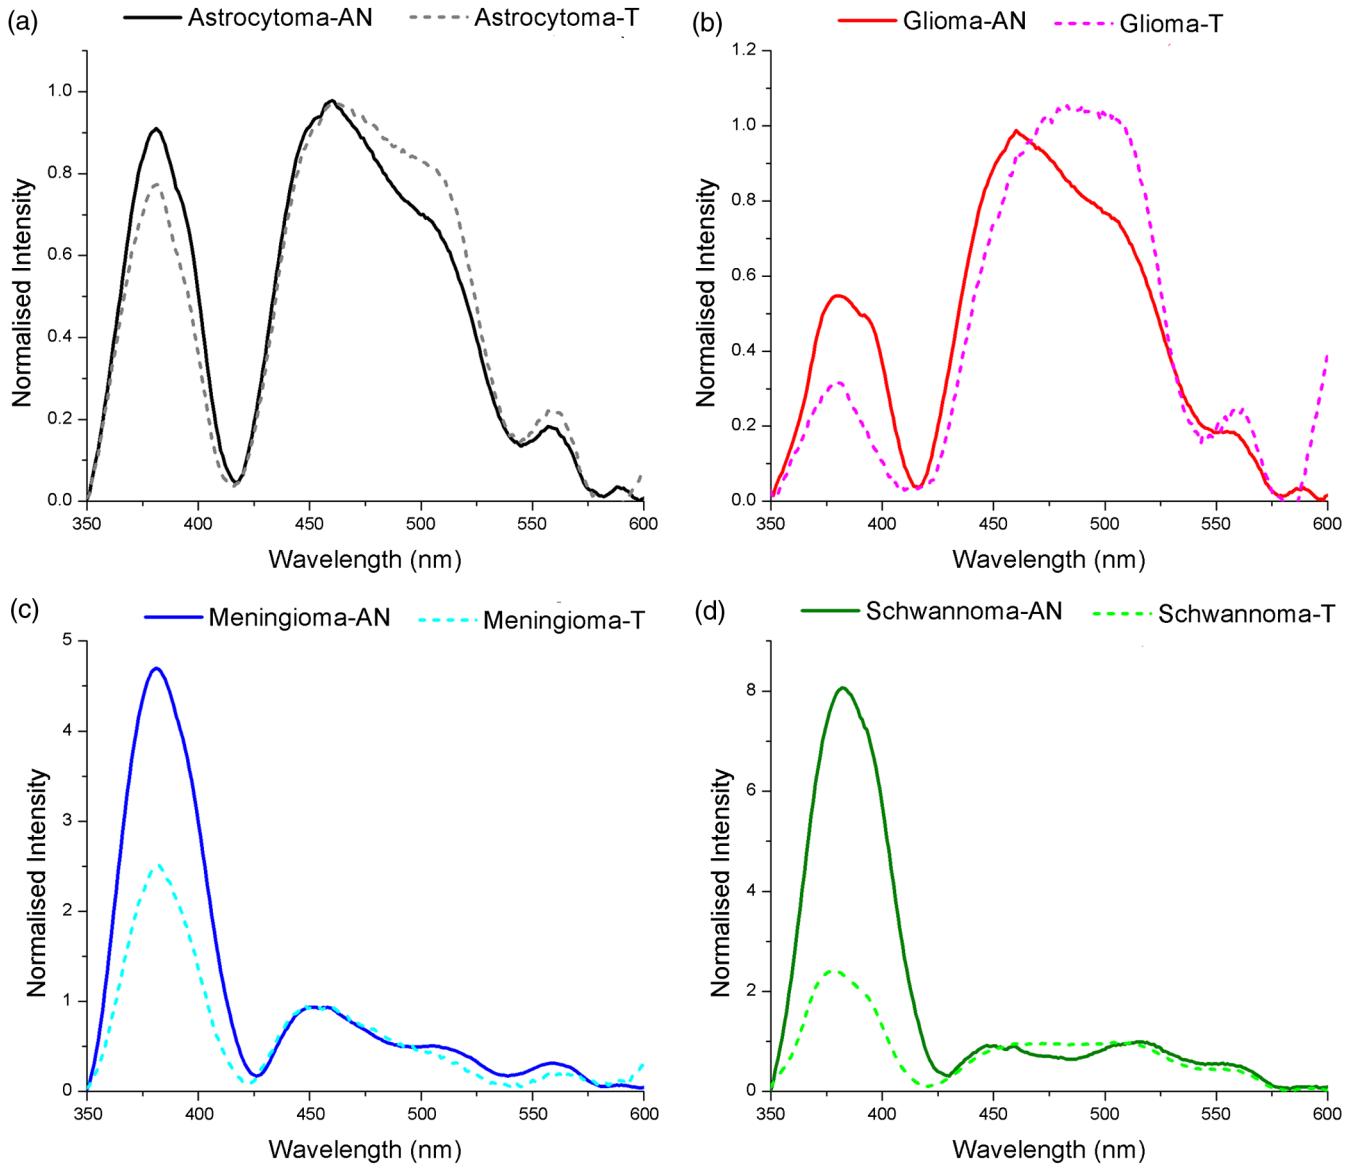 (a) Astrocytoma-AN Astrocytoma-T
1.0
0.8
0.6
0.4
0.2
0.0
350 400 450 500 550 600
Normalised Intensity
Wavelength (nm)
(b) Glioma-AN Glioma-T
1.2
1.0
0.8
0.6
0.4
0.2
0.0
350 400 450 500 550 600
Normalised Intensity
Wavelength (nm)
(c) Meningioma-AN Meningioma-T
5
4
3
2
1
0
350 400 450 500 550 600
Normalised Intensity
Wavelength (nm)
(d) Schwannoma-AN Schwannoma-T
8
6
4
2
0
350 400 450 500 550 600
Normalised Intensity
Wavelength (nm)